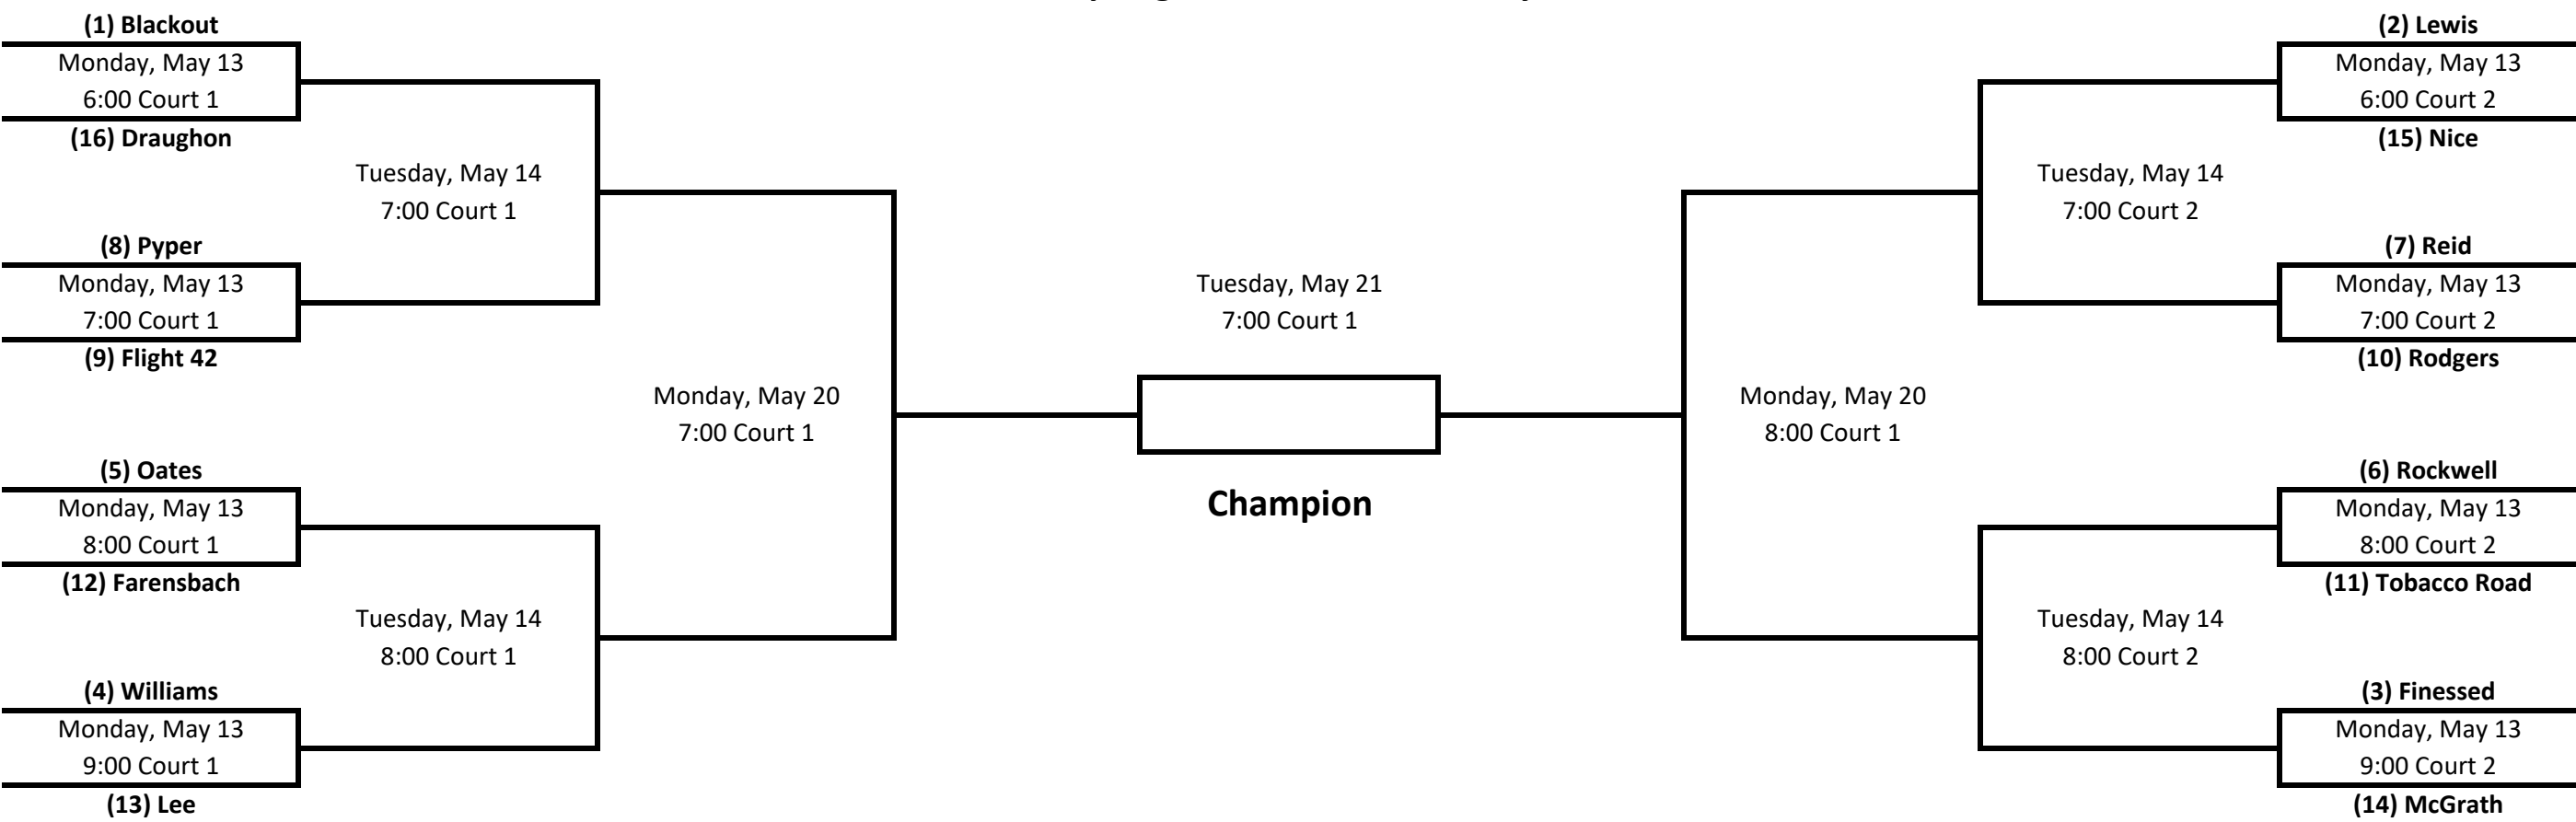 (1) Blackout
Monday, May 13
6:00 Court 1
(16) Draughon
Tuesday, May 14
7:00 Court 1
(8) Pyper
Monday, May 13
7:00 Court 1
(9) Flight 42
Monday, May 20
7:00 Court 1
(5) Oates
Monday, May 13
8:00 Court 1
(12) Farensbach
Tuesday, May 14
8:00 Court 1
(4) Williams
Monday, May 13
9:00 Court 1
(13) Lee
Tuesday, May 21
7:00 Court 1
Champion
(2) Lewis
Monday, May 13
6:00 Court 2
(15) Nice
Tuesday, May 14
7:00 Court 2
(7) Reid
Monday, May 13
7:00 Court 2
(10) Rodgers
Monday, May 20
8:00 Court 1
(6) Rockwell
Monday, May 13
8:00 Court 2
(11) Tobacco Road
Tuesday, May 14
8:00 Court 2
(3) Finessed
Monday, May 13
9:00 Court 2
(14) McGrath